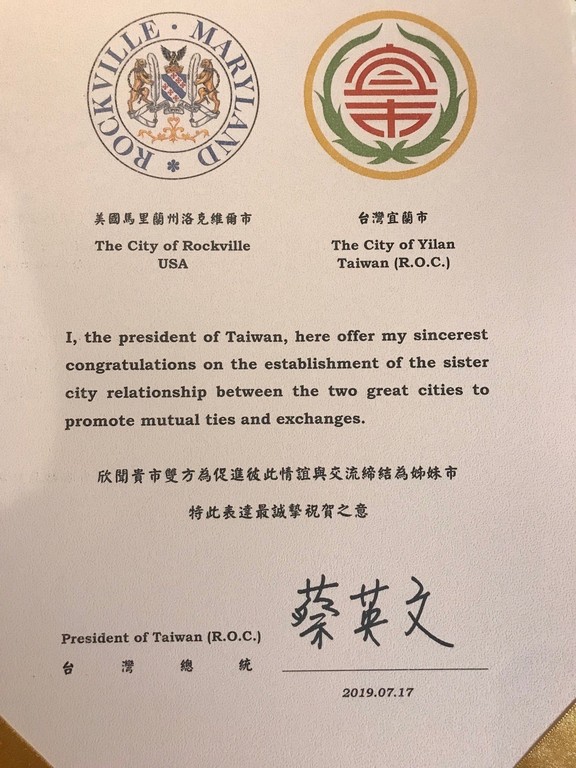 ROCKVILLE · MARYLAND
美國馬里蘭州洛克維爾市
The City of Rockville
USA
台灣宜蘭市
The City of Yilan
Taiwan (R.O.C.)
I, the president of Taiwan, here offer my sincerest
congratulations on the establishment of the sister
city relationship between the two great cities to
promote mutual ties and exchanges.
欣聞貴市雙方為促進彼此情誼與交流締結為姊妹市
特此表達最誠摯祝賀之意
蔡英文
President of Taiwan (R.O.C.)
台灣總統
2019.07.17